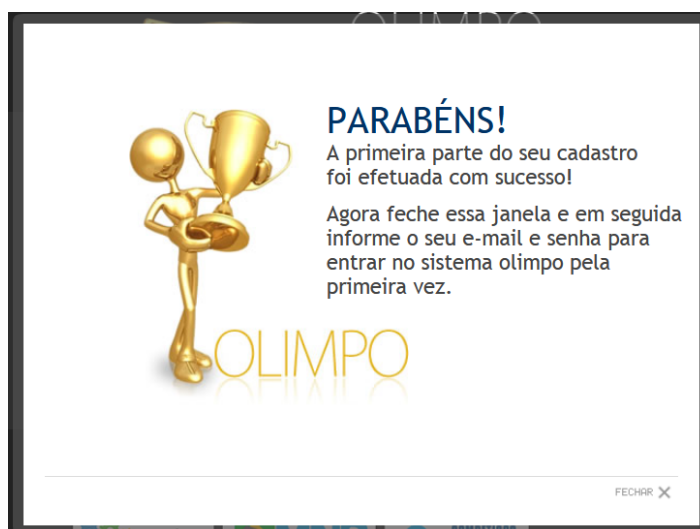 PARABÉNS!
A primeira parte do seu cadastro
foi efetuada com sucesso!
Agora feche essa janela e em seguida
informe o seu e-mail e senha para
entrar no sistema olimpo pela
primeira vez.
OLIMPO
FECHAR X